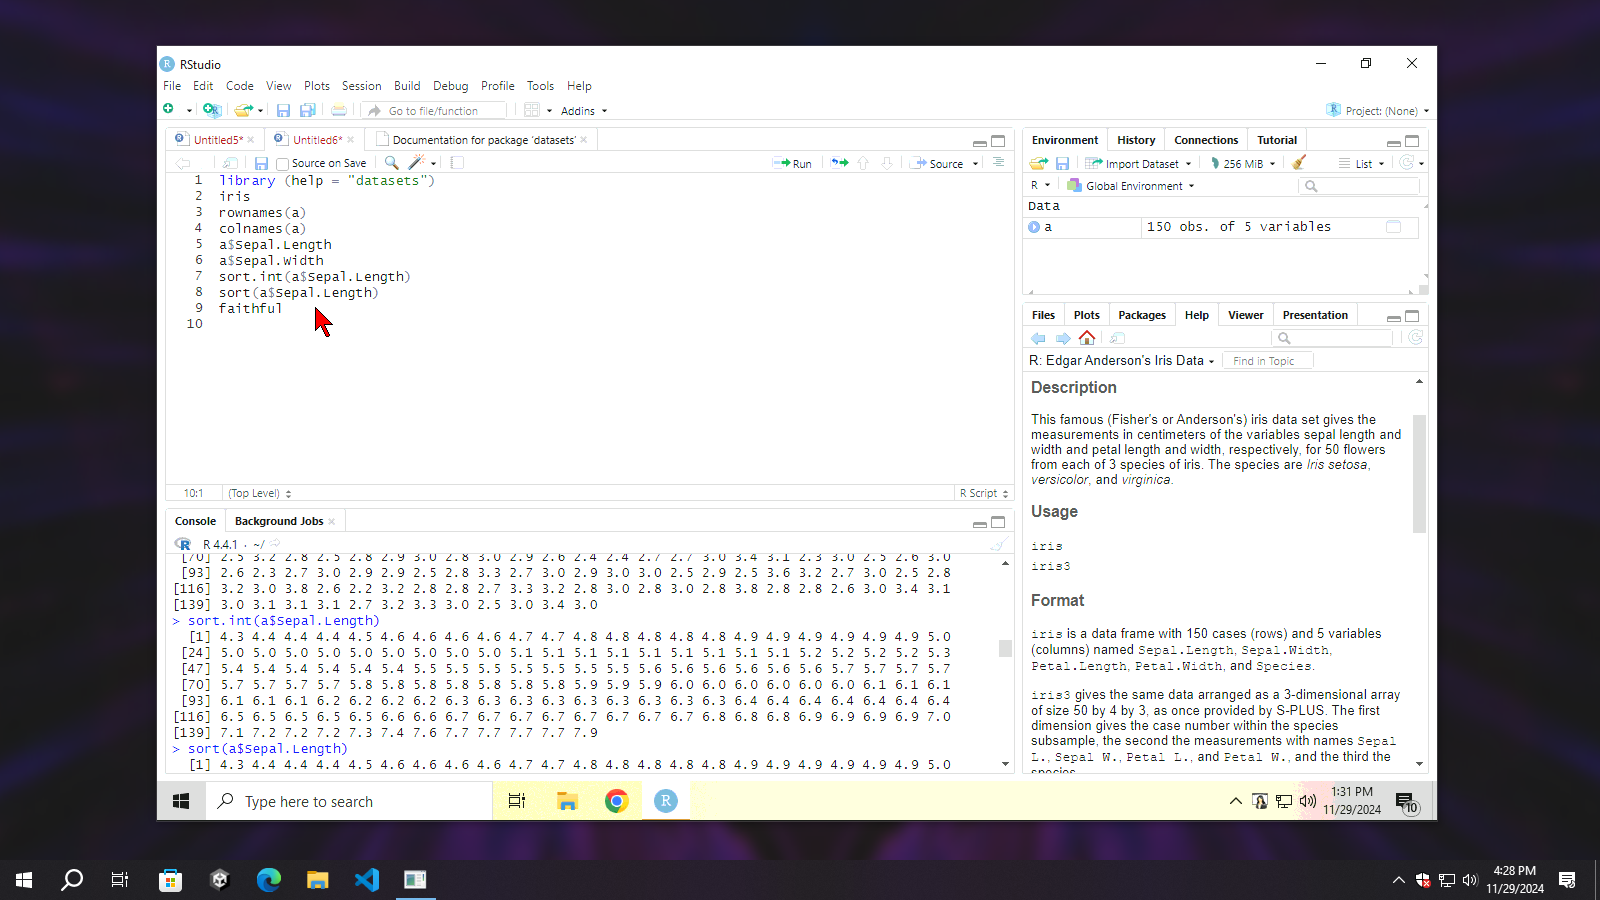 RStudio
File Edit Code View Plots Session Build Debug Profile Tools Help
Go to file/function Addins Project: (None)
Untitled5* Untitled6* Documentation for package 'datasets'
Source on Save Run Source
1 library (help = "datasets")
2 iris
3 rownames(a)
4 colnames(a)
5 a$Sepal.Length
6 a$Sepal.Width
7 sort.int(a$Sepal.Length)
8 sort(a$Sepal.Length)
9 faithful
10
10:1 (Top Level) R Script
Console Background Jobs
R 4.4.1 · ~/
[70] 2.5 3.2 2.8 2.5 2.8 2.9 3.0 2.8 3.0 2.9 2.6 2.4 2.4 2.7 2.7 3.0 3.4 3.1 2.3 3.0 2.5 2.6 3.0
[93] 2.6 2.3 2.7 3.0 2.9 2.9 2.5 2.8 3.3 2.7 3.0 2.9 3.0 3.0 2.5 2.9 2.5 3.6 3.2 2.7 3.0 2.5 2.8
[116] 3.2 3.0 3.8 2.6 2.2 3.2 2.8 2.8 2.7 3.3 3.2 2.8 3.0 2.8 3.0 2.8 3.8 2.8 2.8 2.6 3.0 3.4 3.1
[139] 3.0 3.1 3.1 3.1 2.7 3.2 3.3 3.0 2.5 3.0 3.4 3.0
> sort.int(a$Sepal.Length)
[1] 4.3 4.4 4.4 4.4 4.5 4.6 4.6 4.6 4.6 4.7 4.7 4.8 4.8 4.8 4.8 4.8 4.9 4.9 4.9 4.9 4.9 4.9 5.0
[24] 5.0 5.0 5.0 5.0 5.0 5.0 5.0 5.0 5.0 5.1 5.1 5.1 5.1 5.1 5.1 5.1 5.1 5.1 5.2 5.2 5.2 5.2 5.3
[47] 5.4 5.4 5.4 5.4 5.4 5.4 5.5 5.5 5.5 5.5 5.5 5.5 5.5 5.6 5.6 5.6 5.6 5.6 5.6 5.7 5.7 5.7 5.7
[70] 5.7 5.7 5.7 5.7 5.8 5.8 5.8 5.8 5.8 5.8 5.8 5.9 5.9 5.9 6.0 6.0 6.0 6.0 6.0 6.0 6.1 6.1 6.1
[93] 6.1 6.1 6.1 6.2 6.2 6.2 6.2 6.3 6.3 6.3 6.3 6.3 6.3 6.3 6.3 6.3 6.4 6.4 6.4 6.4 6.4 6.4 6.4
[116] 6.5 6.5 6.5 6.5 6.5 6.6 6.6 6.7 6.7 6.7 6.7 6.7 6.7 6.7 6.7 6.8 6.8 6.8 6.9 6.9 6.9 6.9 7.0
[139] 7.1 7.2 7.2 7.2 7.3 7.4 7.6 7.7 7.7 7.7 7.7 7.9
> sort(a$Sepal.Length)
[1] 4.3 4.4 4.4 4.4 4.5 4.6 4.6 4.6 4.6 4.7 4.7 4.8 4.8 4.8 4.8 4.8 4.9 4.9 4.9 4.9 4.9 4.9 5.0
Environment History Connections Tutorial
Import Dataset 256 MiB List
R Global Environment
Data
a 150 obs. of 5 variables
Files Plots Packages Help Viewer Presentation
R: Edgar Anderson's Iris Data Find in Topic
Description
This famous (Fisher's or Anderson's) iris data set gives the
measurements in centimeters of the variables sepal length and
width and petal length and width, respectively, for 50 flowers
from each of 3 species of iris. The species are Iris setosa,
versicolor, and virginica.
Usage
iris
iris3
Format
iris is a data frame with 150 cases (rows) and 5 variables
(columns) named Sepal.Length, Sepal.Width,
Petal.Length, Petal.Width, and Species.
iris3 gives the same data arranged as a 3-dimensional array
of size 50 by 4 by 3, as once provided by S-PLUS. The first
dimension gives the case number within the species
subsample, the second the measurements with names Sepal
L., Sepal W., Petal L., and Petal W., and the third the
species.
Type here to search
1:31 PM
11/29/2024
10
4:28 PM
11/29/2024